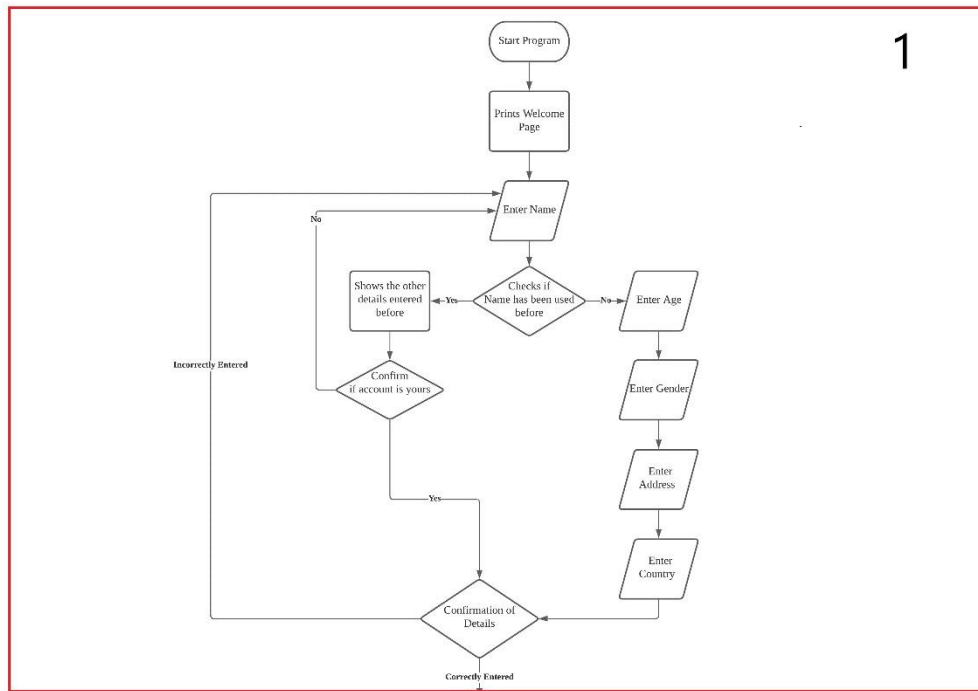 Start Program
1
Prints Welcome
Page
Enter Name
No
Shows the other
details entered
before
Yes
Checks if
Name has been used
before
No
Enter Age
Incorrectly Entered
Confirm
if account is yours
Enter Gender
Enter
Address
Yes
Enter
Country
Confirmation of
Details
Correctly Entered